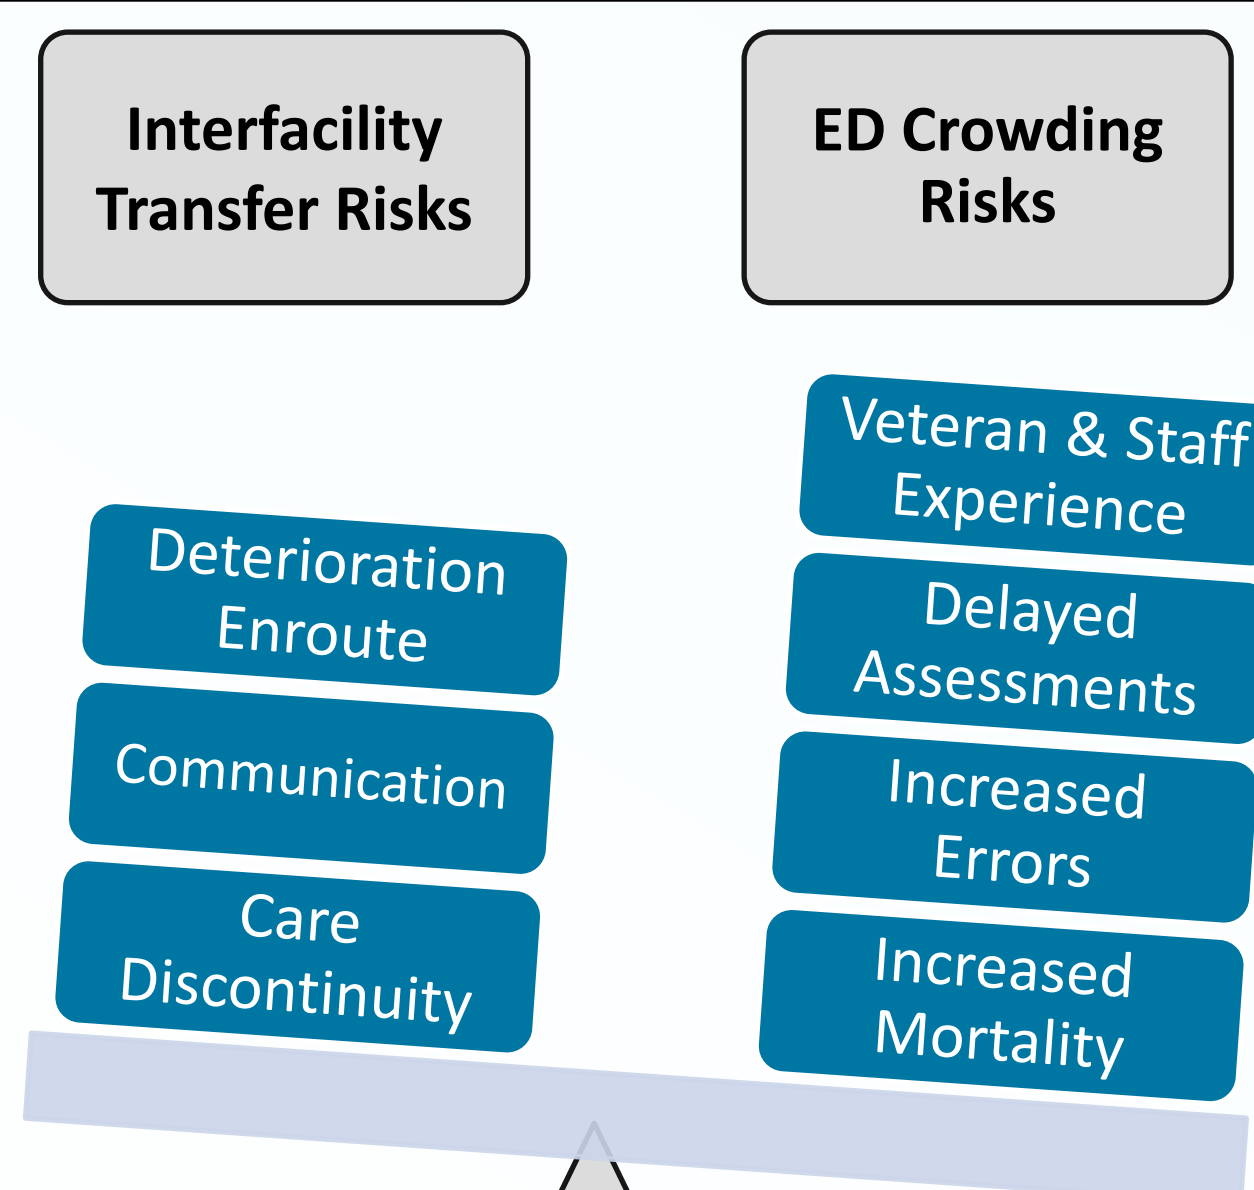 Interfacility
Transfer Risks
Deterioration
Enroute
Communication
Care
Discontinuity
ED Crowding
Risks
Veteran & Staff
Experience
Delayed
Assessments
Increased
Errors
Increased
Mortality